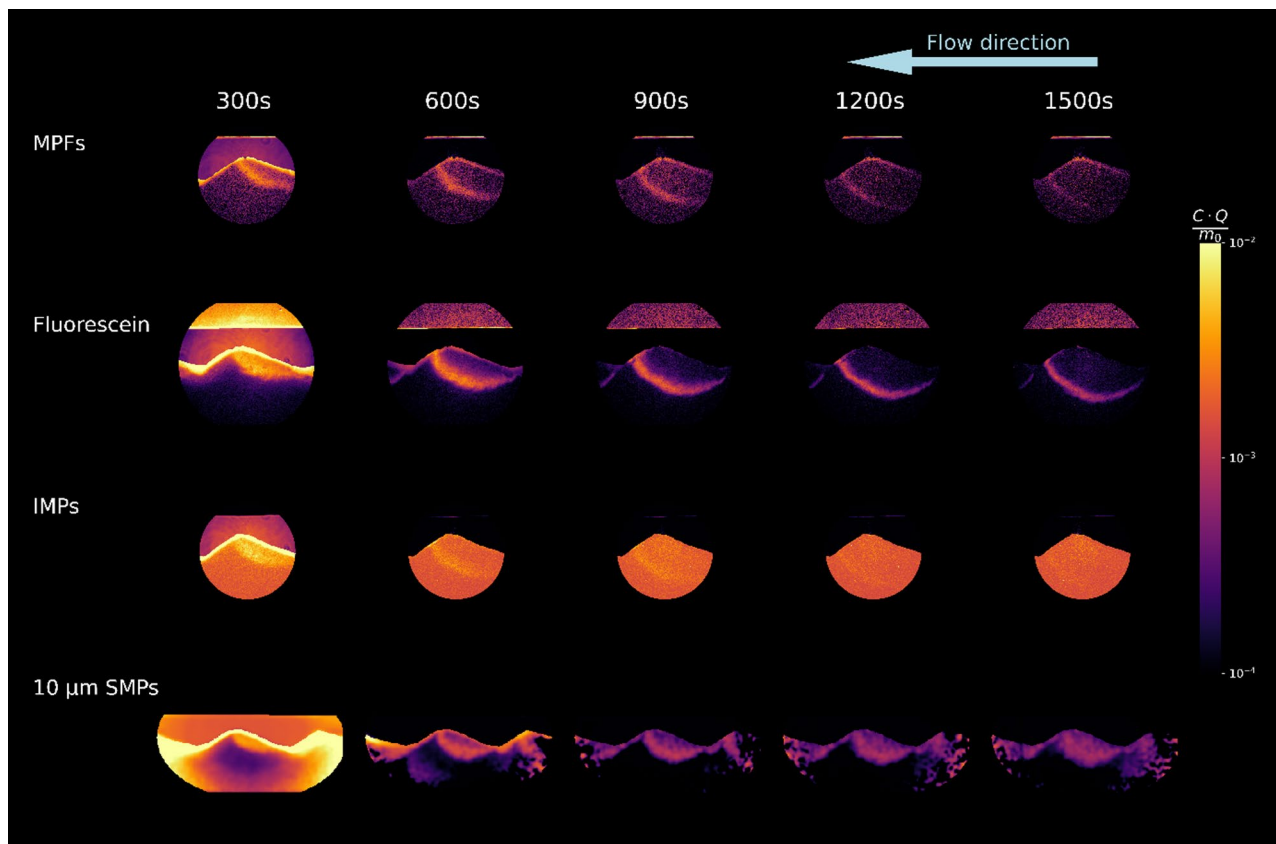 Flow direction
300s 600s 900s 1200s 1500s
MPFs
C · Q
m₀
10⁻²
Fluorescein
10⁻³
IMPs
10⁻⁴
10 μm SMPs